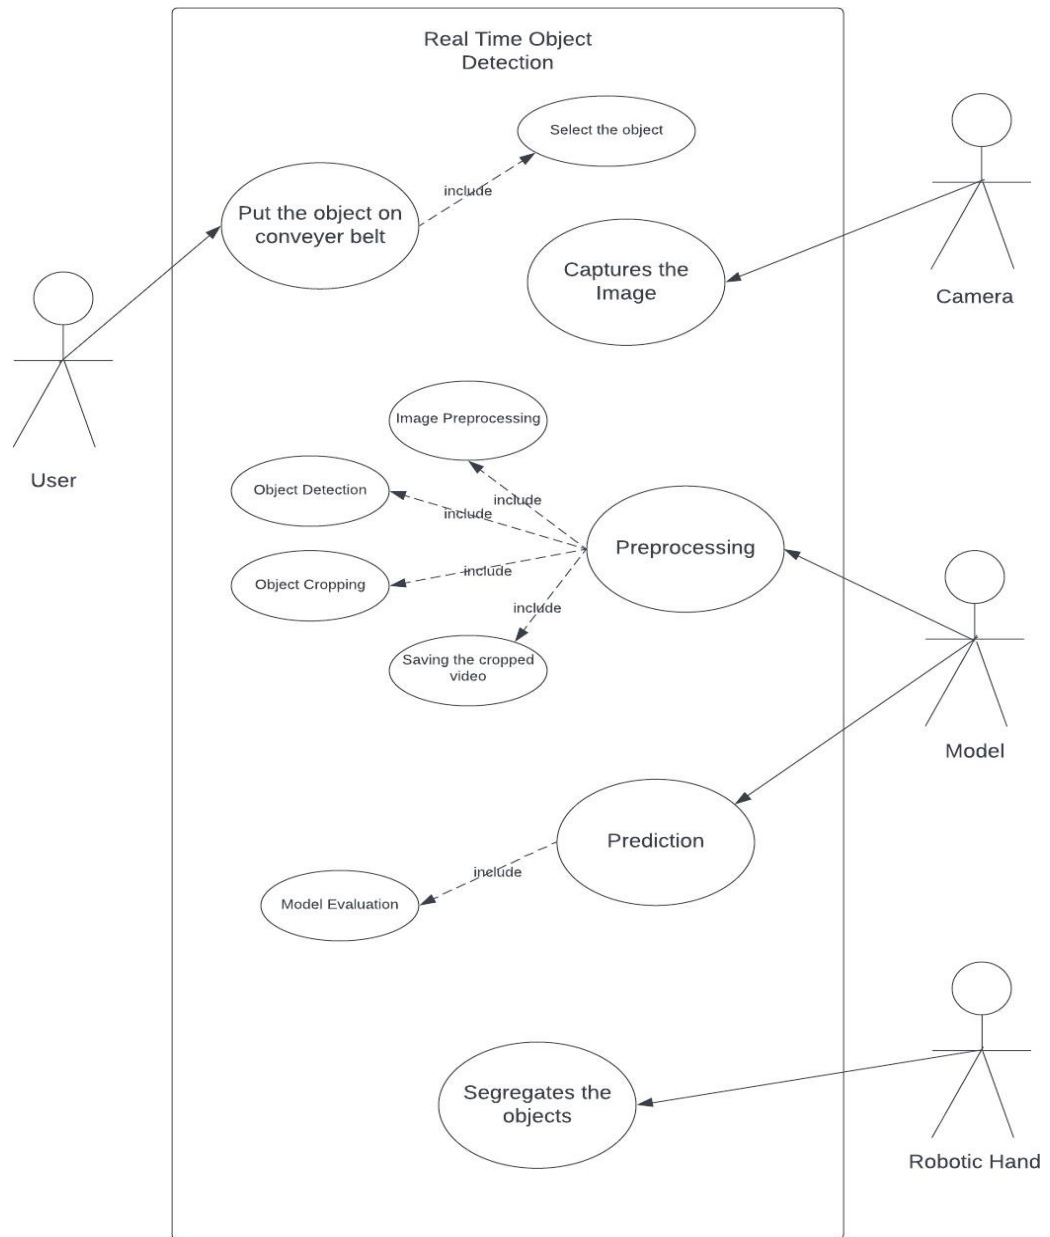 Real Time Object
Detection
Select the object
include
Put the object on
conveyer belt
Captures the
Image
Camera
User
Image Preprocessing
Object Detection
include
include
Preprocessing
Object Cropping
include
include
Saving the cropped
video
Model
Prediction
include
Model Evaluation
Segregates the
objects
Robotic Hand